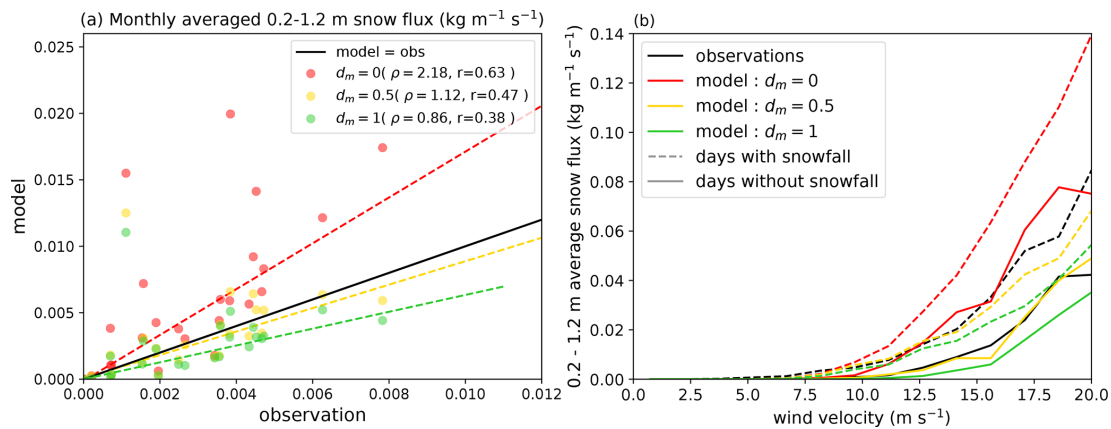 (a) Monthly averaged 0.2-1.2 m snow flux (kg m⁻¹ s⁻¹)
model = obs
dₘ = 0( ρ = 2.18, r=0.63 )
dₘ = 0.5( ρ = 1.12, r=0.47 )
dₘ = 1( ρ = 0.86, r=0.38 )
model
0.025
0.020
0.015
0.010
0.005
0.000
0.000 0.002 0.004 0.006 0.008 0.010 0.012
observation
(b)
observations
model : dₘ = 0
model : dₘ = 0.5
model : dₘ = 1
days with snowfall
days without snowfall
0.2 - 1.2 m average snow flux (kg m⁻¹ s⁻¹)
0.14
0.12
0.10
0.08
0.06
0.04
0.02
0.00
0.0 2.5 5.0 7.5 10.0 12.5 15.0 17.5 20.0
wind velocity (m s⁻¹)